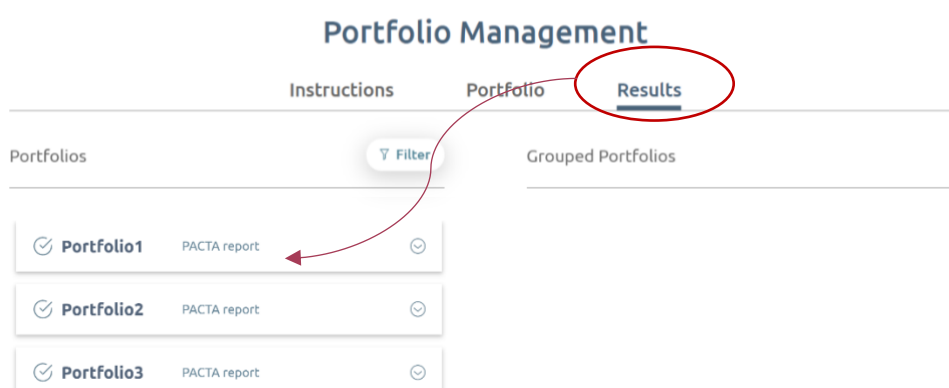 Portfolio Management
Instructions Portfolio Results
Portfolios Filter Grouped Portfolios
Portfolio1 PACTA report
Portfolio2 PACTA report
Portfolio3 PACTA report